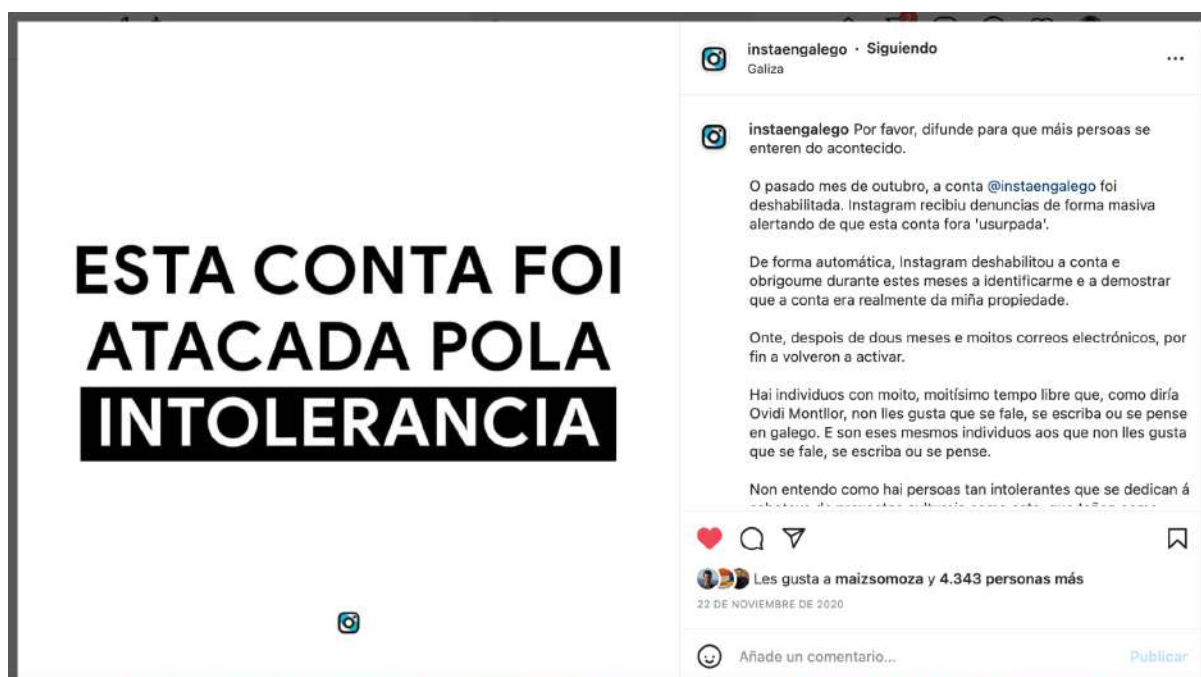 ESTA CONTA FOI
ATACADA POLA
INTOLERANCIA
instaengalego · Siguiendo
Galiza
instaengalego Por favor, difunde para que máis persoas se
enteren do acontecido.
O pasado mes de outubro, a conta @instaengalego foi
deshabilitada. Instagram recibiu denuncias de forma masiva
alertando de que esta conta fora 'usurpada'.
De forma automática, Instagram deshabilitou a conta e
obrigoume durante estes meses a identificarme e a demostrar
que a conta era realmente da miña propiedade.
Onte, despois de dous meses e moitos correos electrónicos, por
fin a volveron a activar.
Hai individuos con moito, moitísimo tempo libre que, como diría
Ovidi Montllor, non lles gusta que se fale, se escriba ou se pense
en galego. E son eses mesmos individuos aos que non lles gusta
que se fale, se escriba ou se pense.
Non entendo como hai persoas tan intolerantes que se dedican á
Les gusta a maizsomoza y 4.343 personas más
22 DE NOVIEMBRE DE 2020
Añade un comentario...
Publicar